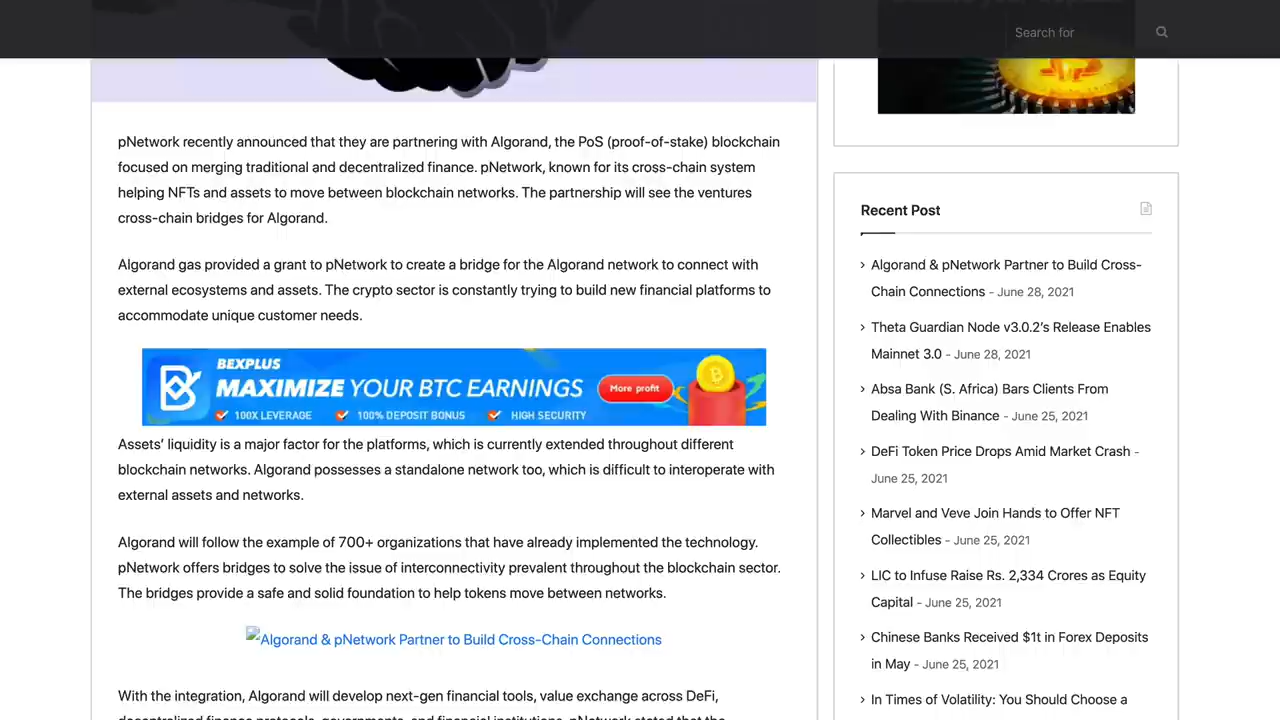 Search for
pNetwork recently announced that they are partnering with Algorand, the PoS (proof-of-stake) blockchain
focused on merging traditional and decentralized finance. pNetwork, known for its cross-chain system
helping NFTs and assets to move between blockchain networks. The partnership will see the ventures
cross-chain bridges for Algorand.
Algorand gas provided a grant to pNetwork to create a bridge for the Algorand network to connect with
external ecosystems and assets. The crypto sector is constantly trying to build new financial platforms to
accommodate unique customer needs.
BEXPLUS
MAXIMIZE YOUR BTC EARNINGS
More profit
100X LEVERAGE 100% DEPOSIT BONUS HIGH SECURITY
Assets' liquidity is a major factor for the platforms, which is currently extended throughout different
blockchain networks. Algorand possesses a standalone network too, which is difficult to interoperate with
external assets and networks.
Algorand will follow the example of 700+ organizations that have already implemented the technology.
pNetwork offers bridges to solve the issue of interconnectivity prevalent throughout the blockchain sector.
The bridges provide a safe and solid foundation to help tokens move between networks.
Algorand & pNetwork Partner to Build Cross-Chain Connections
With the integration, Algorand will develop next-gen financial tools, value exchange across DeFi,
decentralized finance protocols, governments, and financial institutions. pNetwork stated that the
Recent Post
Algorand & pNetwork Partner to Build Cross-
Chain Connections - June 28, 2021
Theta Guardian Node v3.0.2's Release Enables
Mainnet 3.0 - June 28, 2021
Absa Bank (S. Africa) Bars Clients From
Dealing With Binance - June 25, 2021
DeFi Token Price Drops Amid Market Crash -
June 25, 2021
Marvel and Veve Join Hands to Offer NFT
Collectibles - June 25, 2021
LIC to Infuse Raise Rs. 2,334 Crores as Equity
Capital - June 25, 2021
Chinese Banks Received $1t in Forex Deposits
in May - June 25, 2021
In Times of Volatility: You Should Choose a